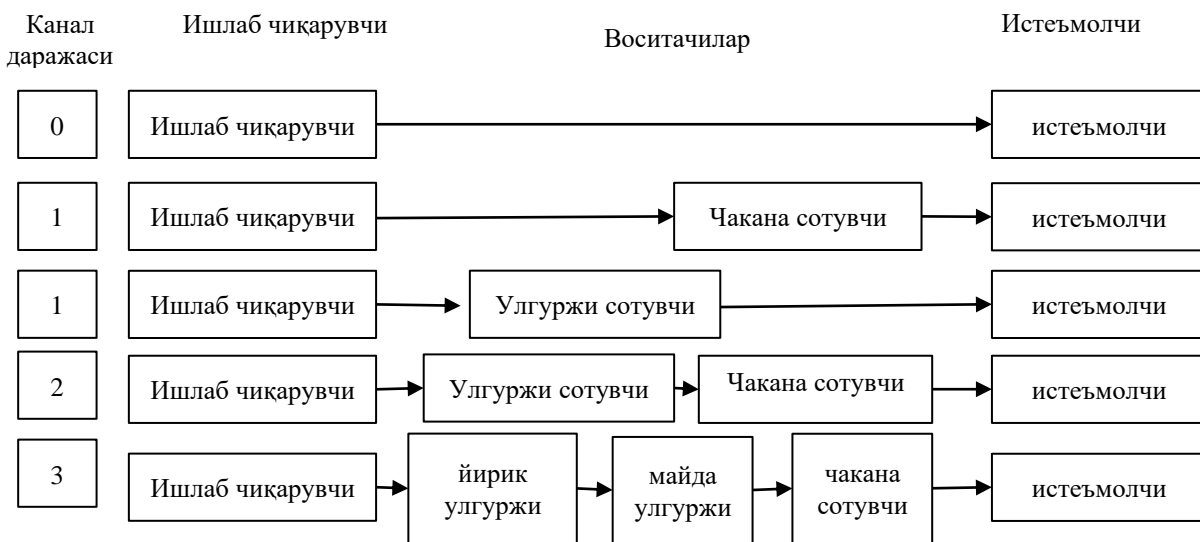 Канал даражаси
Ишлаб чиқарувчи
Воситачилар
Истеъмолчи
0
Ишлаб чиқарувчи
истеъмолчи
1
Ишлаб чиқарувчи
Чакана сотувчи
истеъмолчи
1
Ишлаб чиқарувчи
Улгуржи сотувчи
истеъмолчи
2
Ишлаб чиқарувчи
Улгуржи сотувчи
Чакана сотувчи
истеъмолчи
3
Ишлаб чиқарувчи
йирик
улгуржи
майда
улгуржи
чакана
сотувчи
истеъмолчи